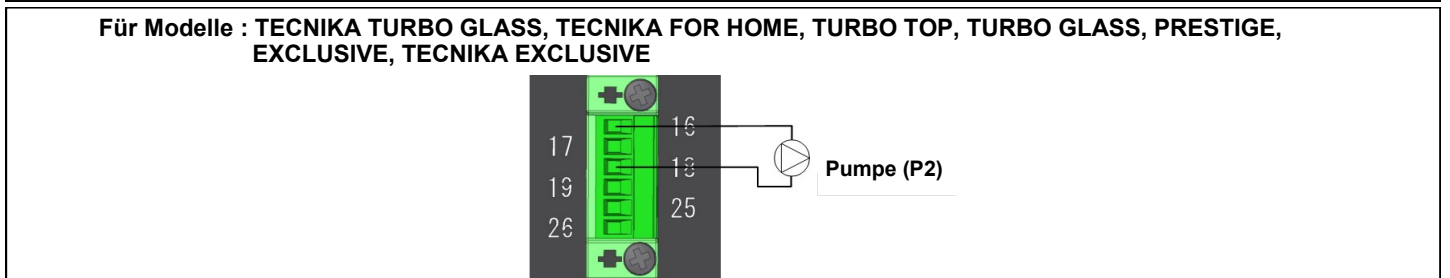 Für Modelle : TECNIKA TURBO GLASS, TECNIKA FOR HOME, TURBO TOP, TURBO GLASS, PRESTIGE,
EXCLUSIVE, TECNIKA EXCLUSIVE
16
17
18
Pumpe (P2)
19
25
26